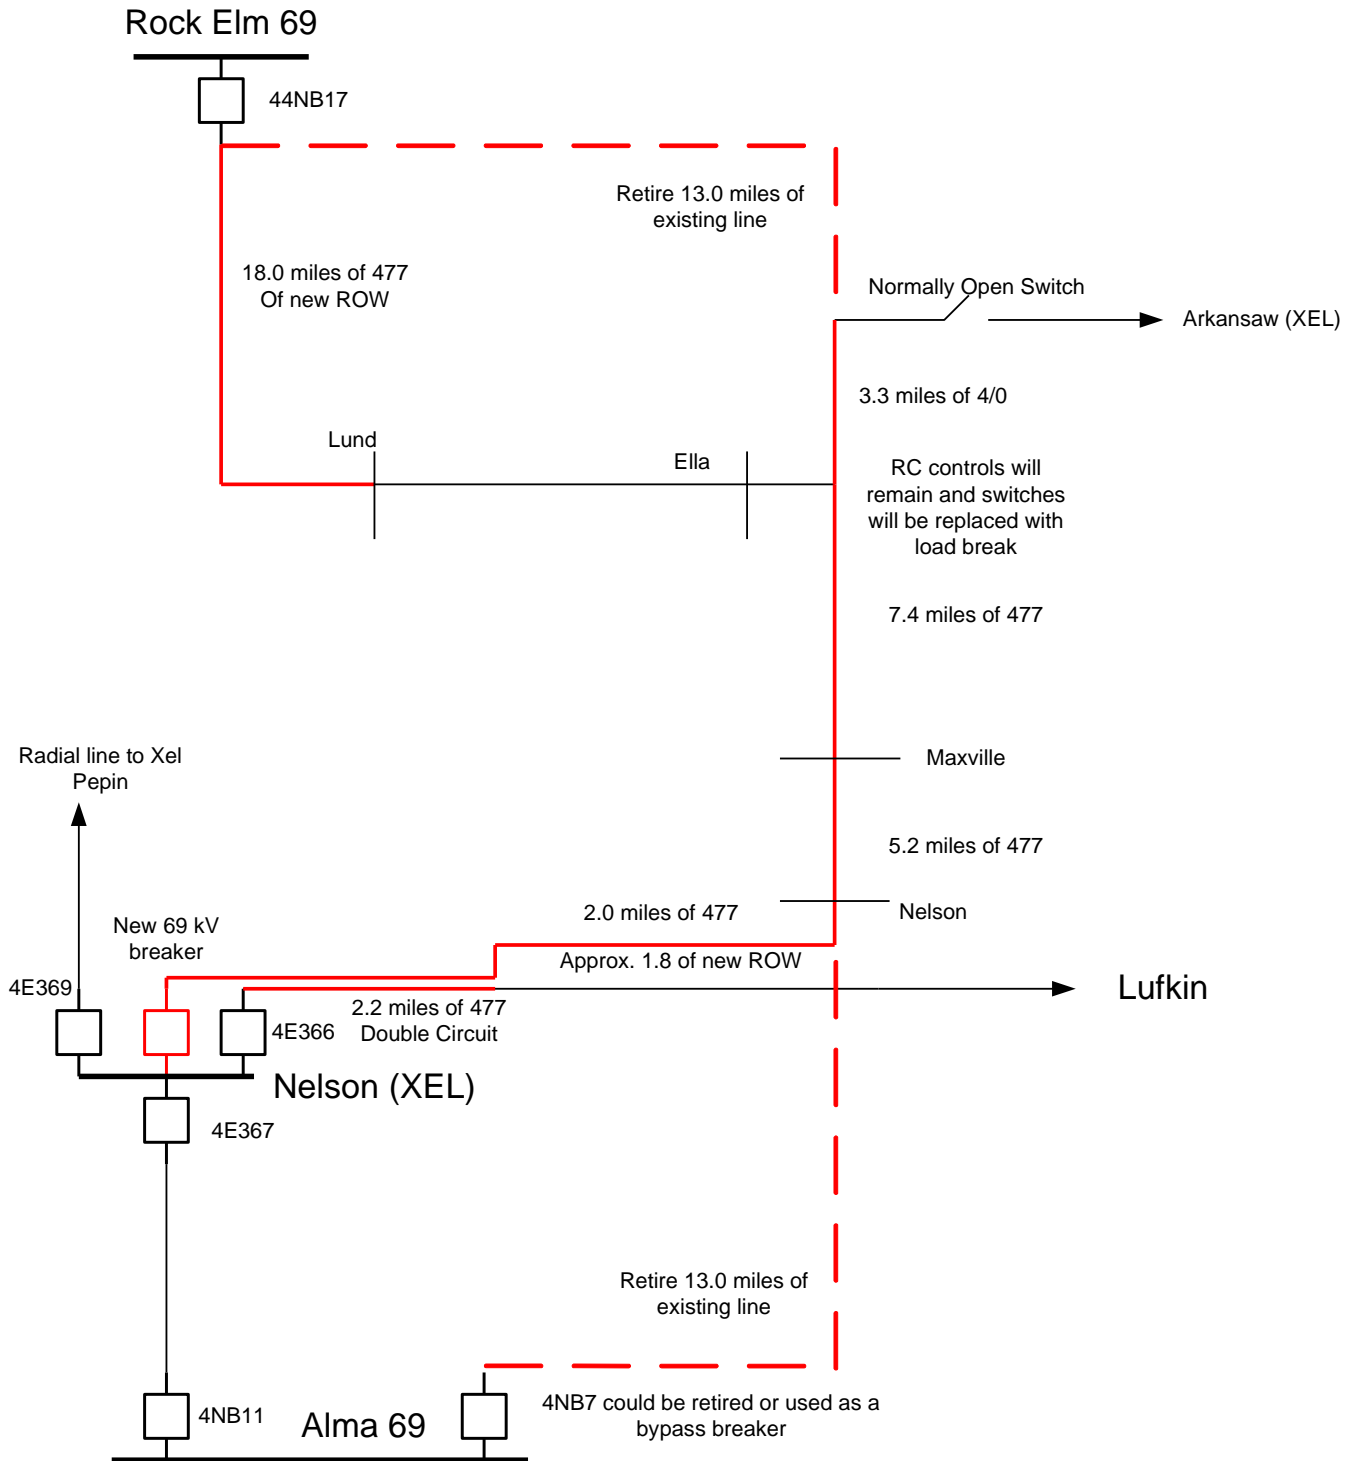 Rock Elm 69
44NB17
Retire 13.0 miles of
existing line
18.0 miles of 477
Of new ROW
Normally Open Switch
Arkansaw (XEL)
3.3 miles of 4/0
Lund
Ella
RC controls will
remain and switches
will be replaced with
load break
7.4 miles of 477
Radial line to Xel
Pepin
Maxville
5.2 miles of 477
New 69 kV
breaker
2.0 miles of 477
Nelson
Approx. 1.8 of new ROW
4E369
2.2 miles of 477
Double Circuit
4E366
Lufkin
Nelson (XEL)
4E367
Retire 13.0 miles of
existing line
4NB11
Alma 69
4NB7 could be retired or used as a
bypass breaker